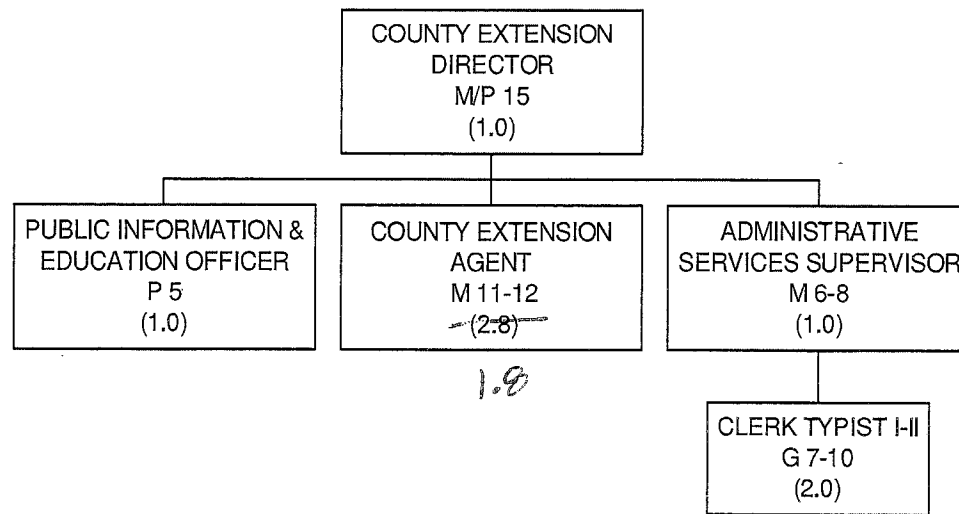 COUNTY EXTENSION
DIRECTOR
M/P 15
(1.0)
PUBLIC INFORMATION &
EDUCATION OFFICER
P 5
(1.0)
COUNTY EXTENSION
AGENT
M 11-12
(2.8)
1.8
ADMINISTRATIVE
SERVICES SUPERVISOR
M 6-8
(1.0)
CLERK TYPIST I-II
G 7-10
(2.0)